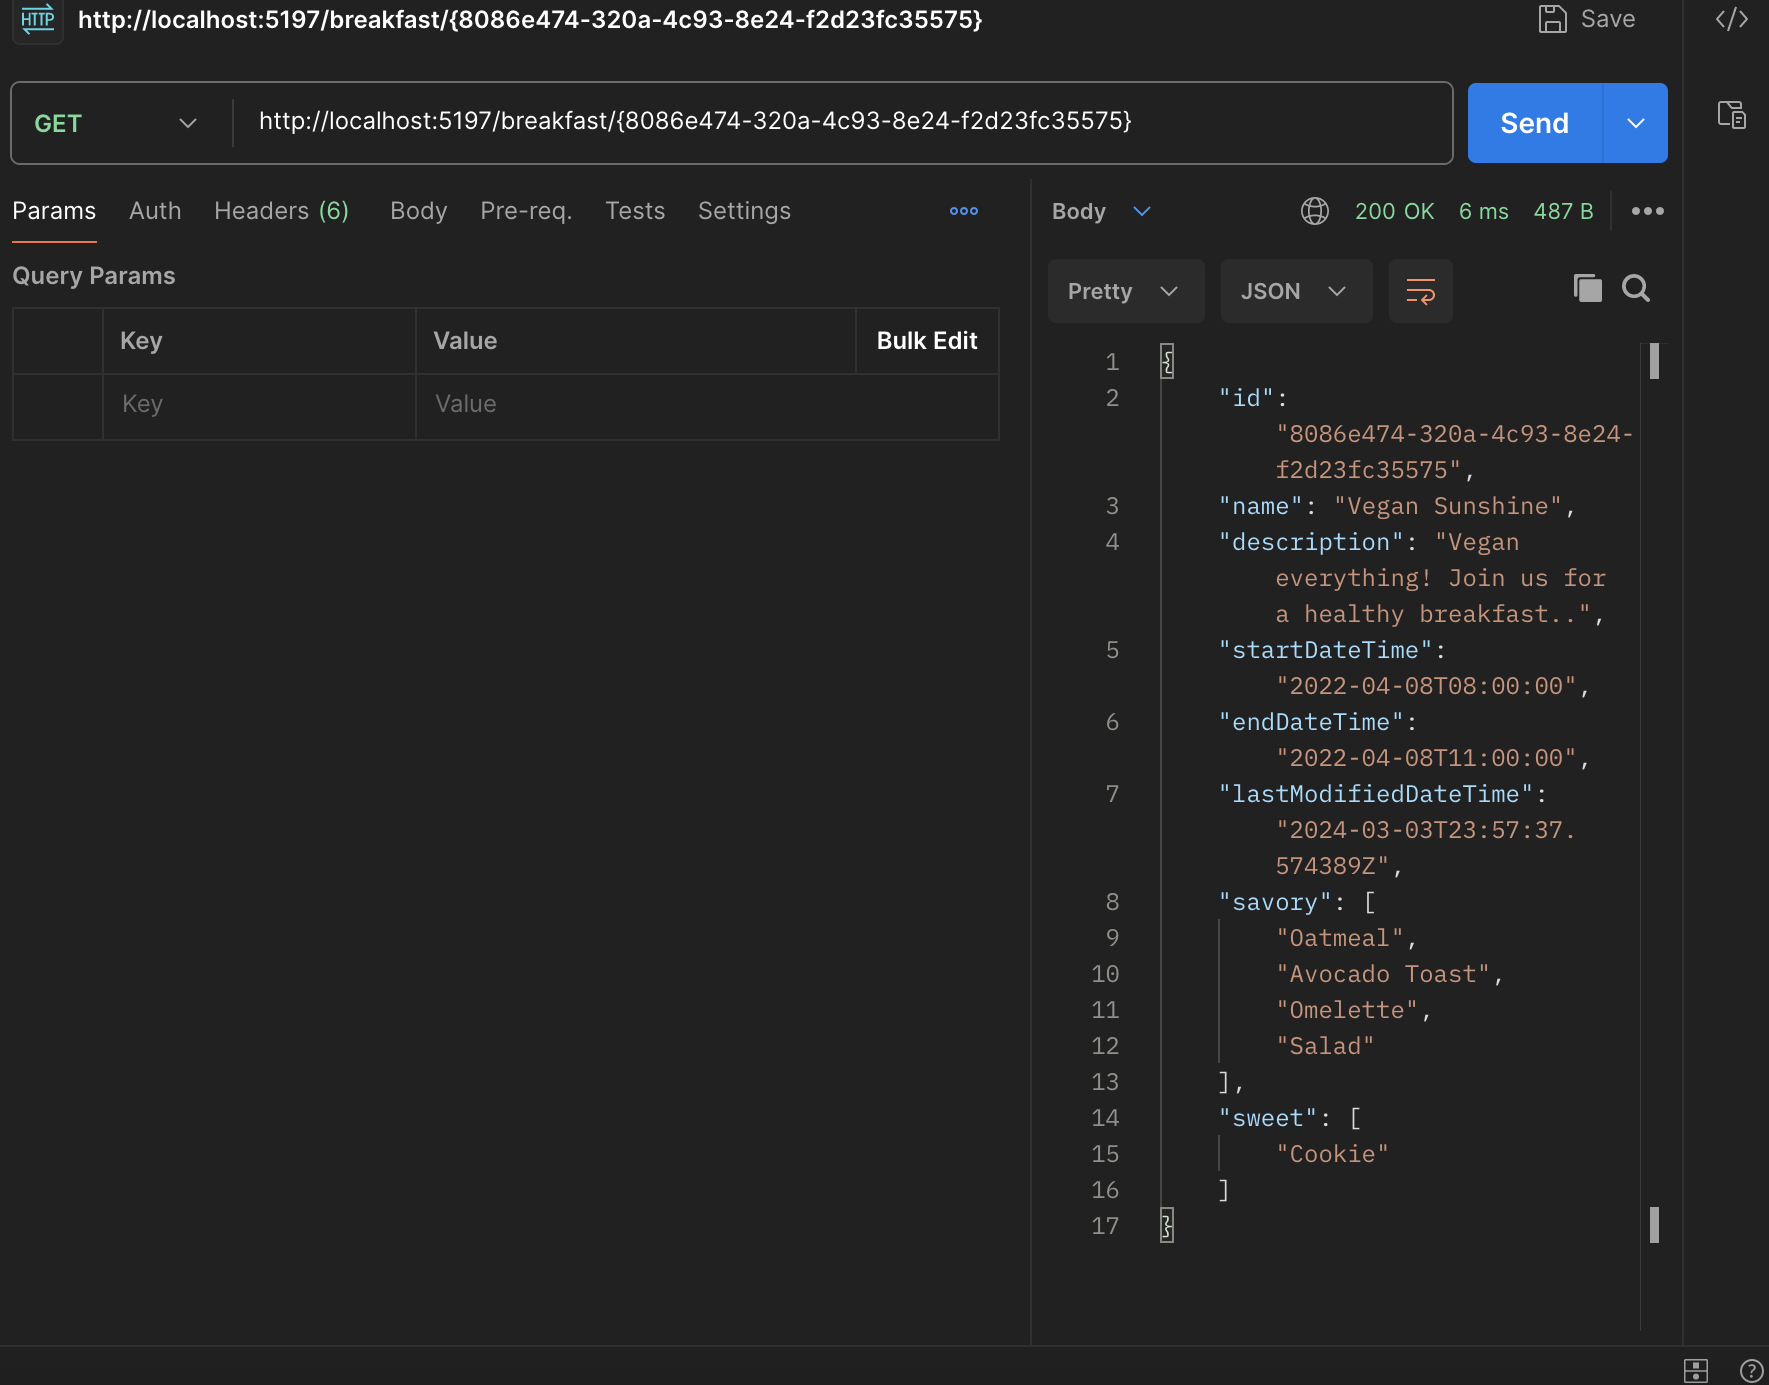 HTTP http://localhost:5197/breakfast/{8086e474-320a-4c93-8e24-f2d23fc35575} Save
GET http://localhost:5197/breakfast/{8086e474-320a-4c93-8e24-f2d23fc35575} Send
Params Auth Headers (6) Body Pre-req. Tests Settings
Query Params
Key Value Bulk Edit
Key Value
Body 200 OK 6 ms 487 B
Pretty JSON
1 {
2 "id":
"8086e474-320a-4c93-8e24-
f2d23fc35575",
3 "name": "Vegan Sunshine",
4 "description": "Vegan
everything! Join us for
a healthy breakfast..",
5 "startDateTime":
"2022-04-08T08:00:00",
6 "endDateTime":
"2022-04-08T11:00:00",
7 "lastModifiedDateTime":
"2024-03-03T23:57:37.
574389Z",
8 "savory": [
9 "Oatmeal",
10 "Avocado Toast",
11 "Omelette",
12 "Salad"
13 ],
14 "sweet": [
15 "Cookie"
16 ]
17 }